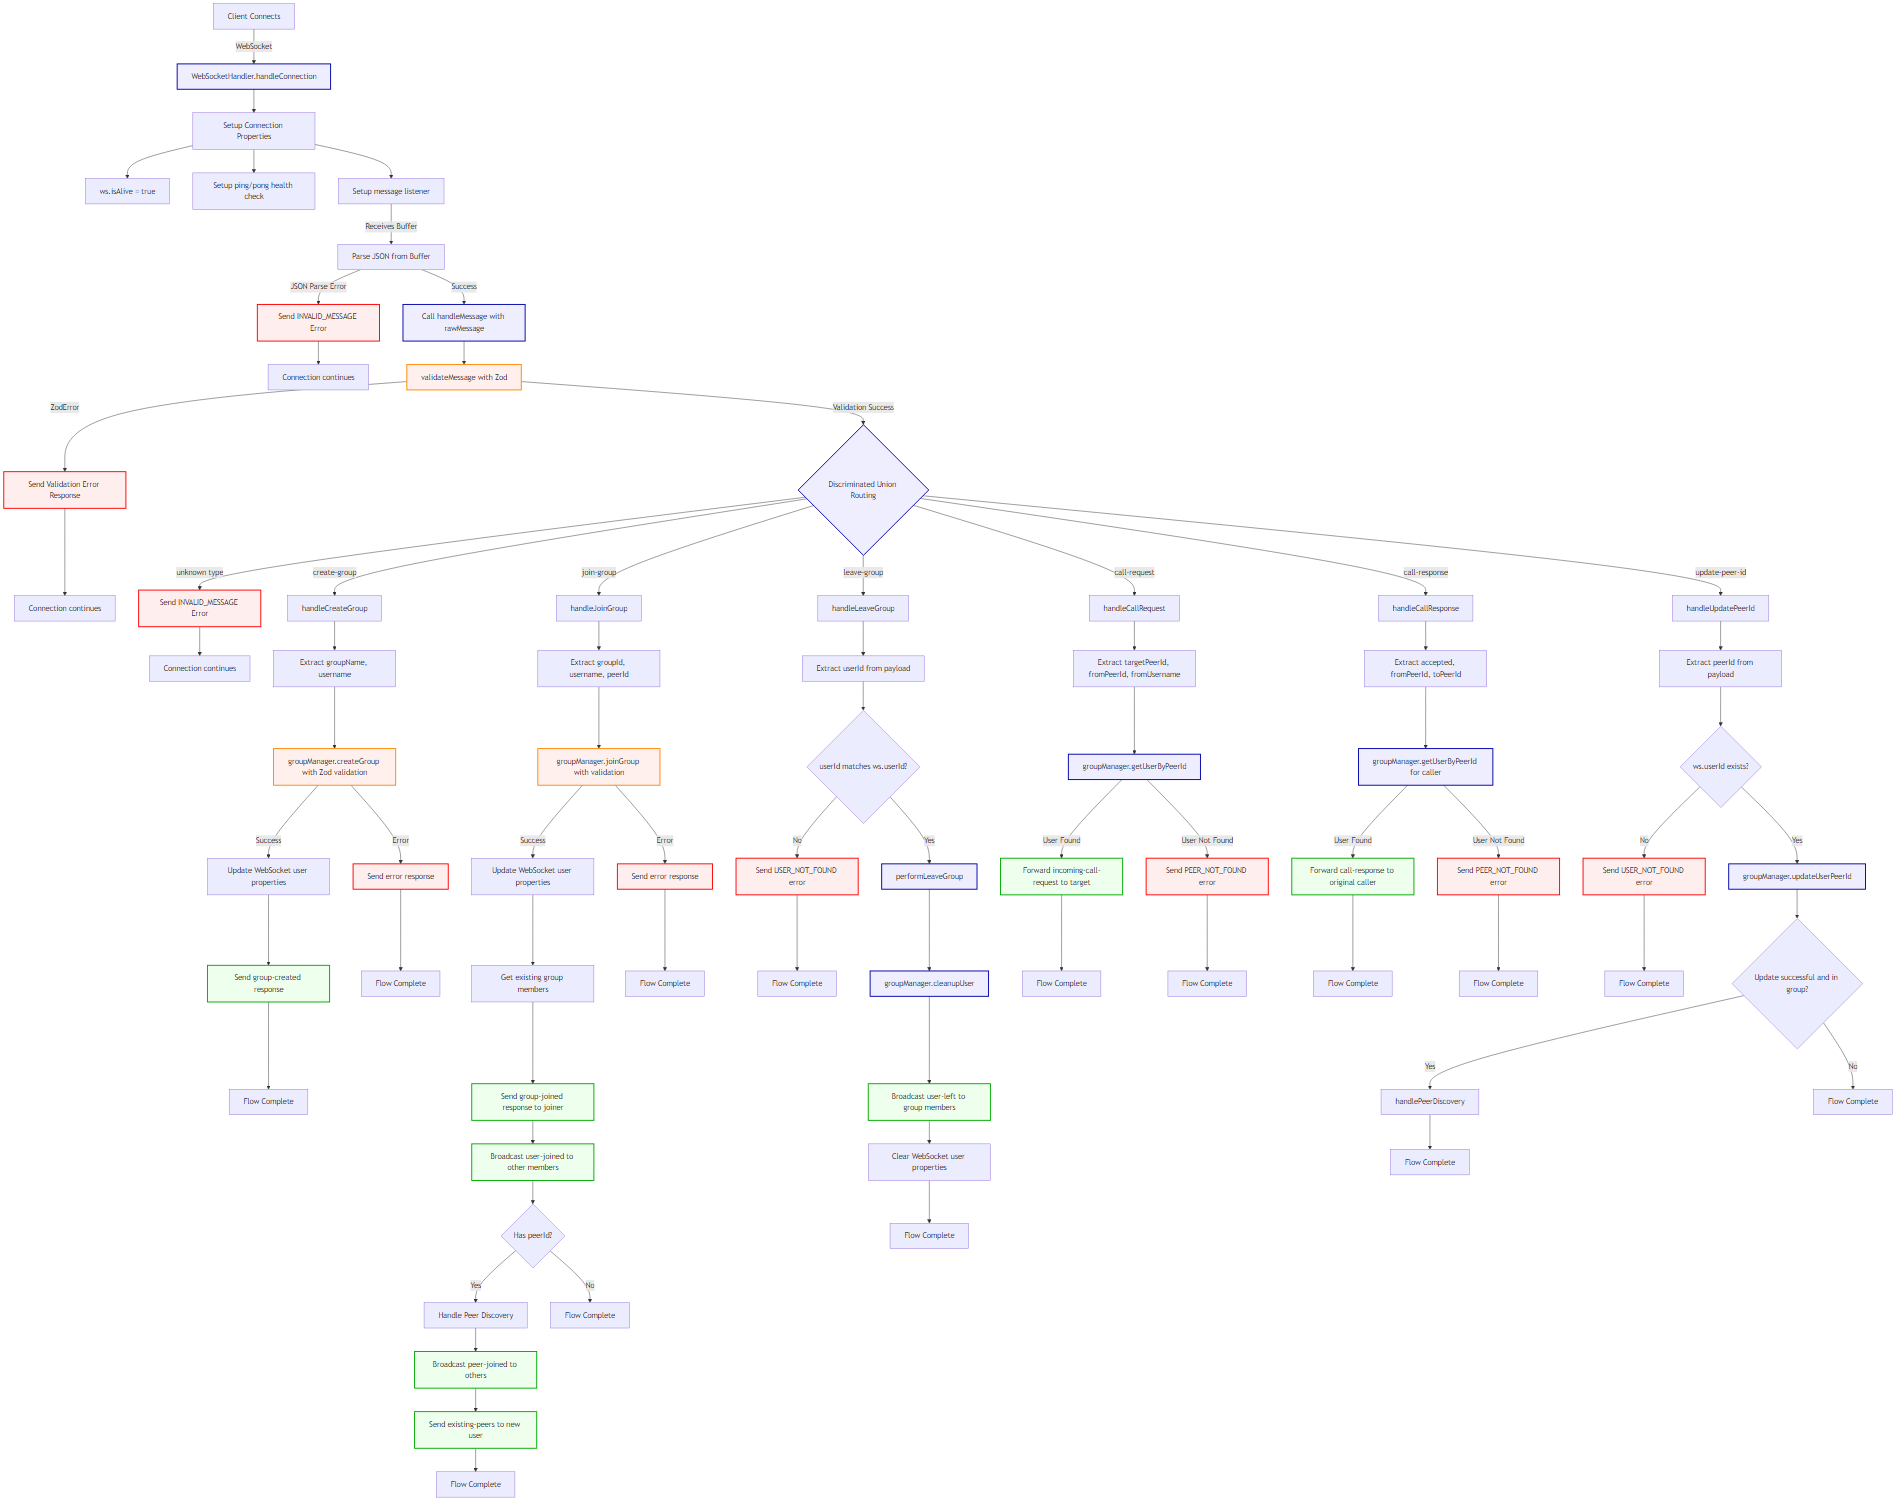 Client Connects
WebSocket
WebSocketHandler.handleConnection
Setup Connection
Properties
ws.isAlive = true
Setup ping/pong health
check
Setup message listener
Receives Buffer
Parse JSON from Buffer
JSON Parse Error
Success
Send INVALID_MESSAGE
Error
Call handleMessage with
rawMessage
Connection continues
validateMessage with Zod
ZodError
Validation Success
Send Validation Error
Response
Discriminated Union
Routing
Connection continues
unknown type
create-group
join-group
leave-group
call-request
call-response
update-peer-id
Send INVALID_MESSAGE
Error
handleCreateGroup
handleJoinGroup
handleLeaveGroup
handleCallRequest
handleCallResponse
handleUpdatePeerId
Connection continues
Extract groupName,
username
Extract groupId,
username, peerId
Extract userId from payload
Extract targetPeerId,
fromPeerId, fromUsername
Extract accepted,
fromPeerId, toPeerId
Extract peerId from
payload
groupManager.createGroup
with Zod validation
groupManager.joinGroup
with validation
userId matches ws.userId?
groupManager.getUserByPeerId
groupManager.getUserByPeerId
for caller
ws.userId exists?
Success
Error
Success
Error
No
Yes
User Found
User Not Found
User Found
User Not Found
No
Yes
Update WebSocket user
properties
Send error response
Update WebSocket user
properties
Send error response
Send USER_NOT_FOUND
error
performLeaveGroup
Forward incoming-call-
request to target
Send PEER_NOT_FOUND
error
Forward call-response to
original caller
Send PEER_NOT_FOUND
error
Send USER_NOT_FOUND
error
groupManager.updateUserPeerId
Send group-created
response
Flow Complete
Get existing group
members
Flow Complete
Flow Complete
groupManager.cleanupUser
Flow Complete
Flow Complete
Flow Complete
Flow Complete
Flow Complete
Update successful and in
group?
Yes
No
Flow Complete
Send group-joined
response to joiner
Broadcast user-left to
group members
handlePeerDiscovery
Flow Complete
Broadcast user-joined to
other members
Clear WebSocket user
properties
Flow Complete
Has peerId?
Flow Complete
Yes
No
Handle Peer Discovery
Flow Complete
Broadcast peer-joined to
others
Send existing-peers to new
user
Flow Complete